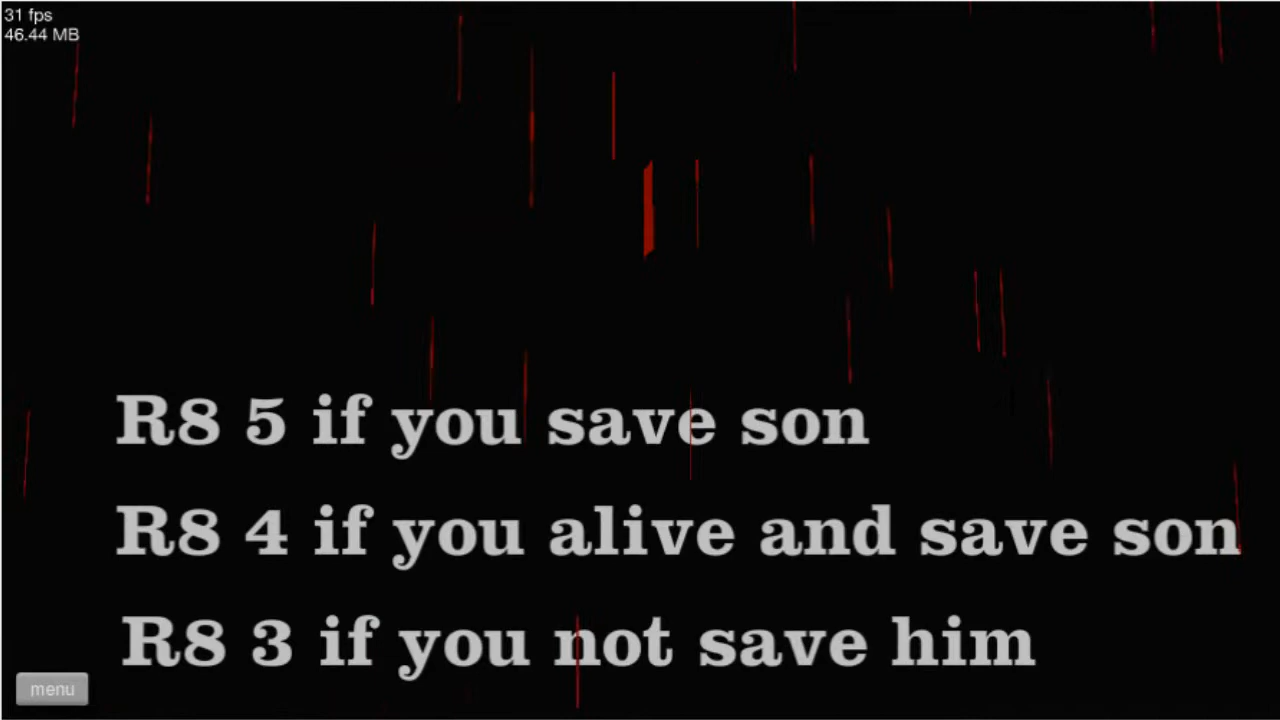 31 fps
46.44 MB
R8 5 if you save son
R8 4 if you alive and save son
R8 3 if you not save him
menu